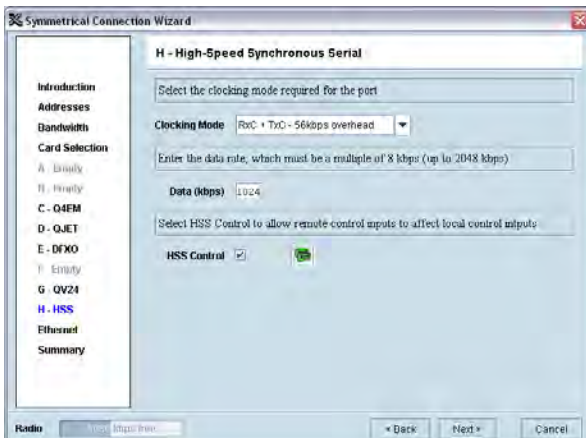 Symmetrical Connection Wizard
H - High-Speed Synchronous Serial
Introduction
Addresses
Bandwidth
Card Selection
A - Empty
B - Empty
C - Q4EM
D - QJET
E - DFXO
F - Empty
G - QV24
H - HSS
Ethernet
Summary
Select the clocking mode required for the port
Clocking Mode RxC + TxC - 56kbps overhead
Enter the data rate, which must be a multiple of 8 kbps (up to 2048 kbps)
Data (kbps) 1024
Select HSS Control to allow remote control inputs to affect local control intputs
HSS Control
Radio kbps free
< Back Next > Cancel